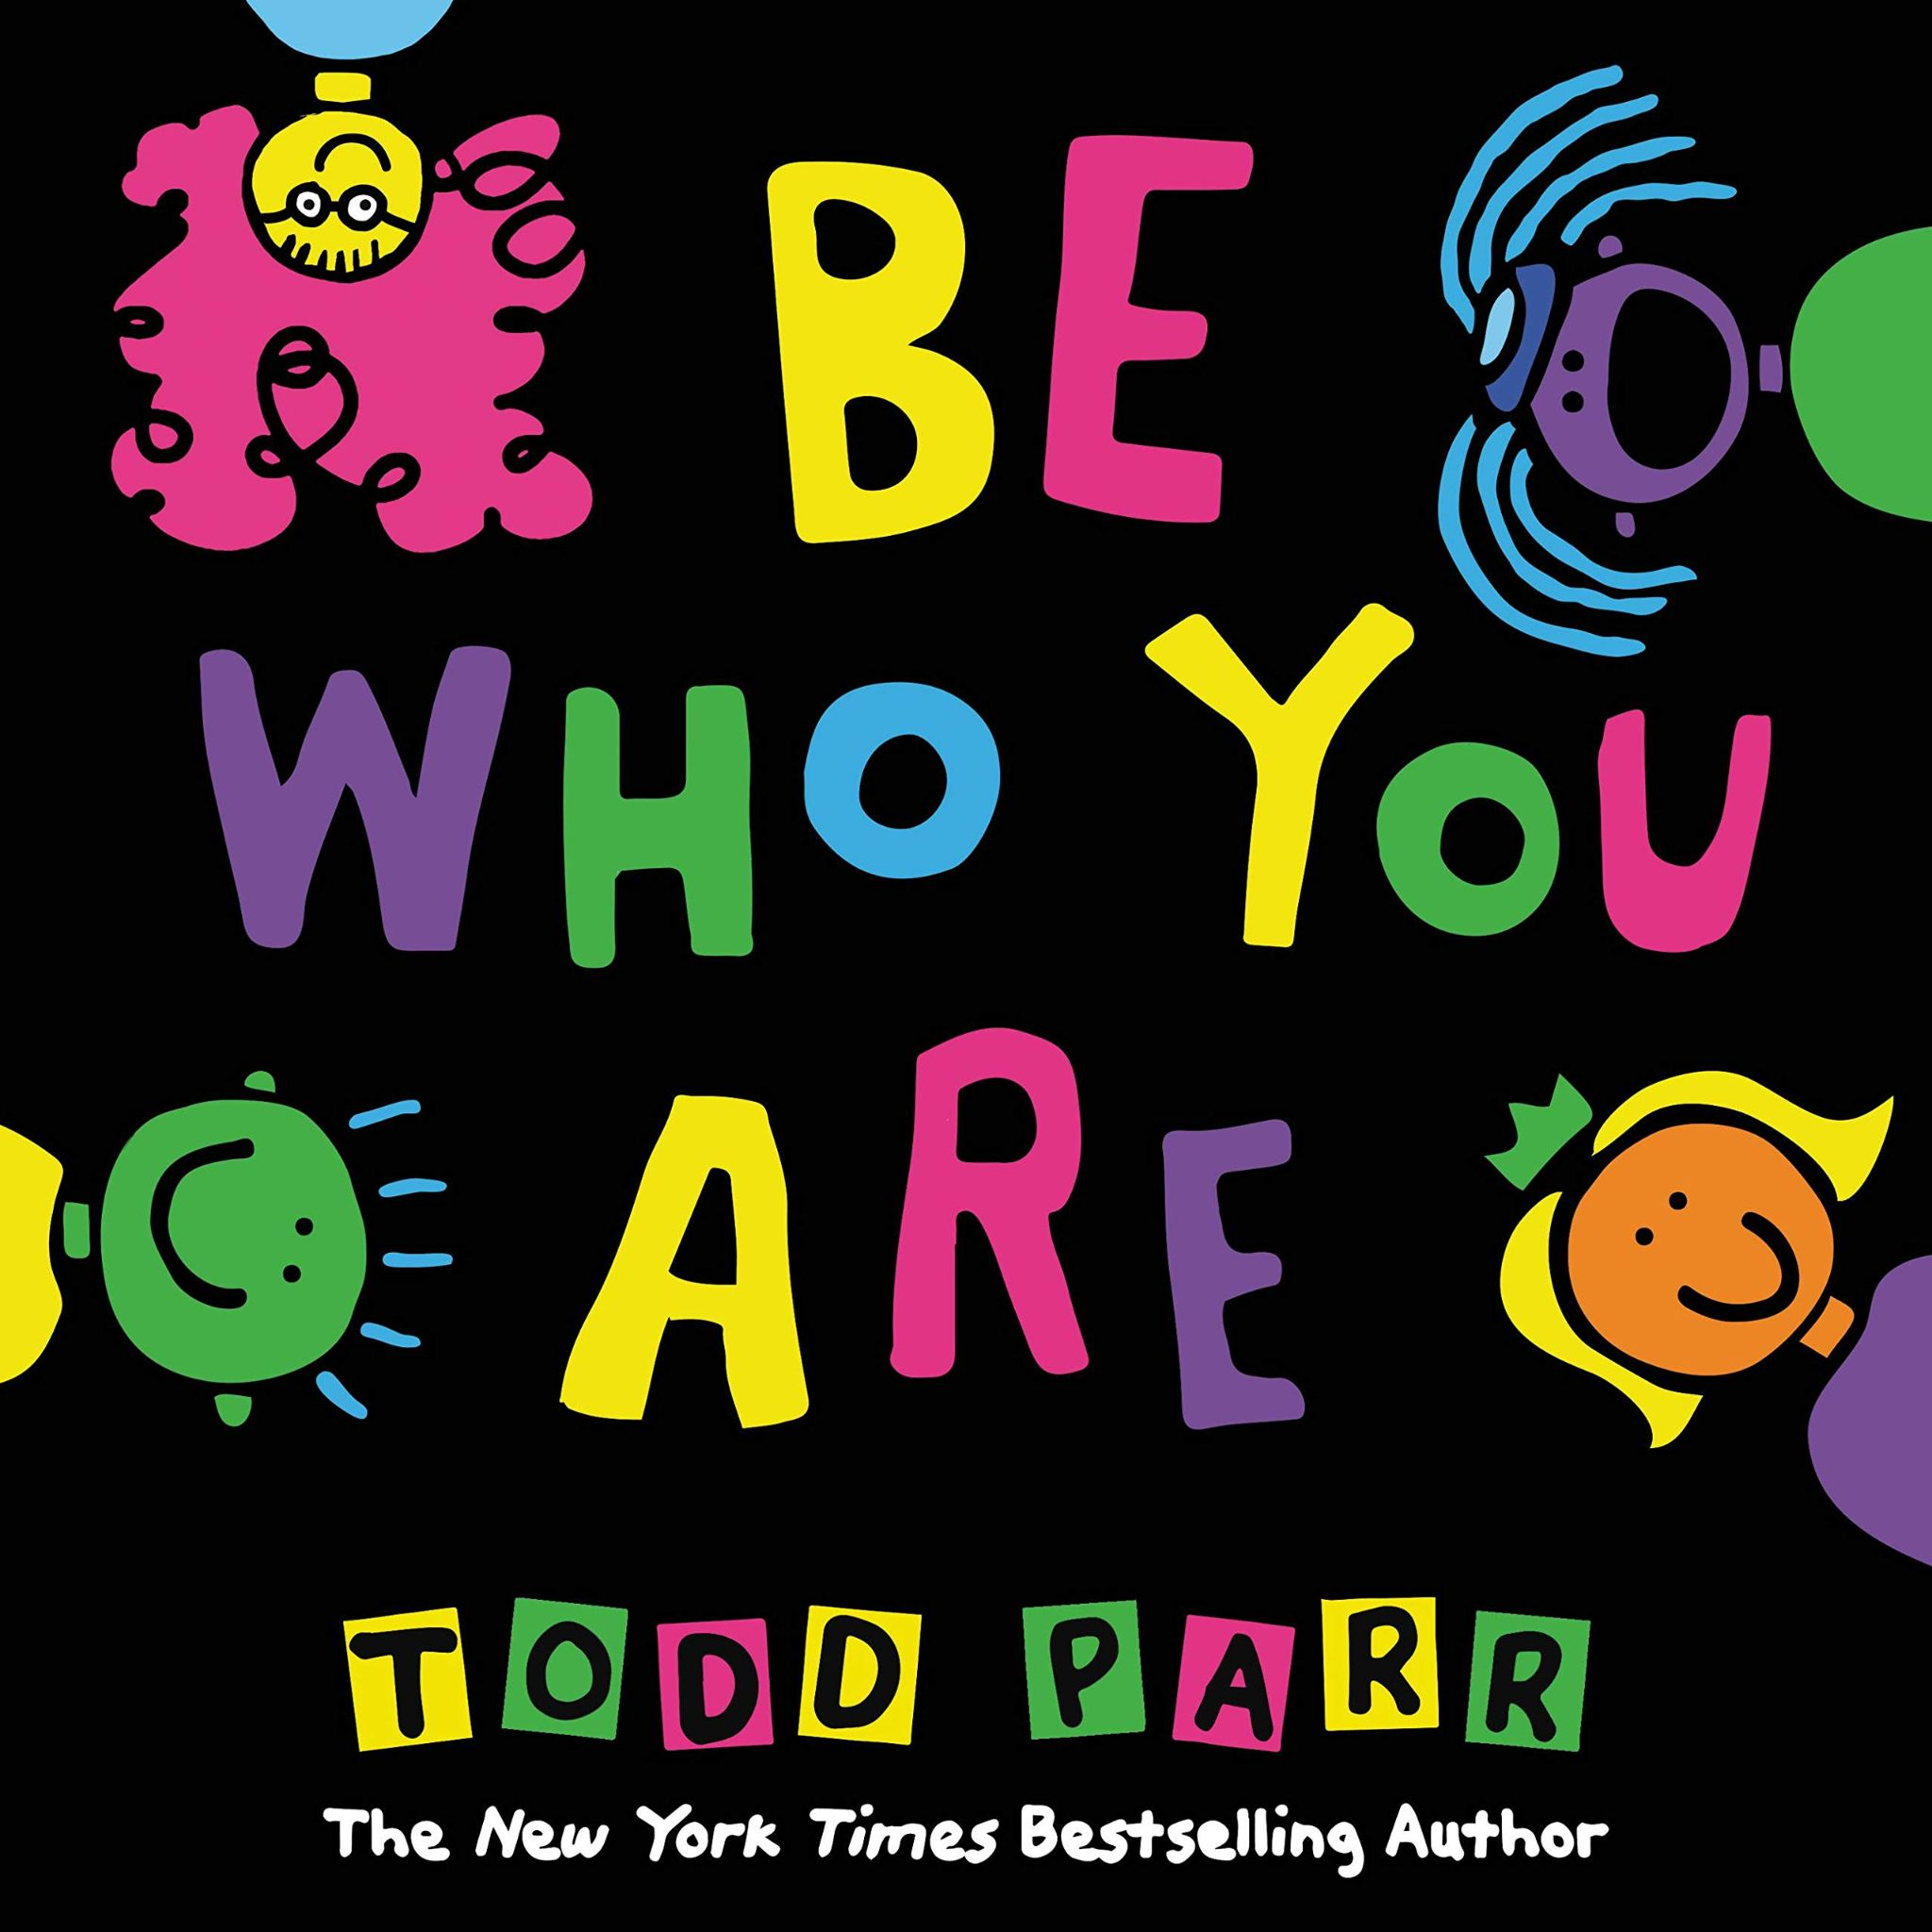 BE
WHO YOU
ARE
TODD PARR
The New York Times Bestselling Author